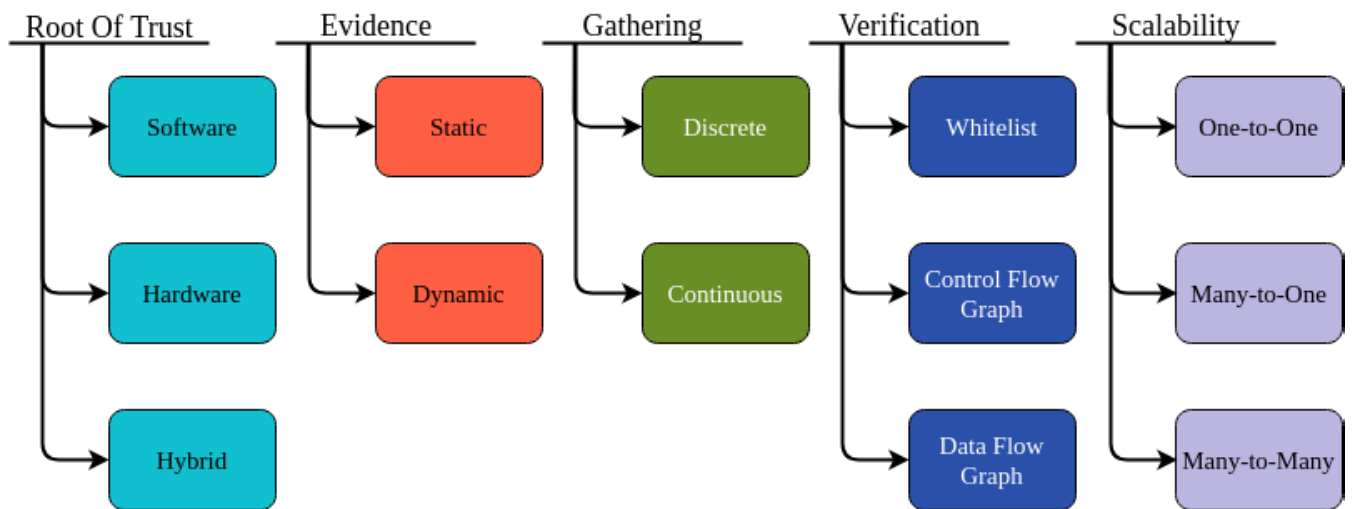 Root Of Trust
Evidence
Gathering
Verification
Scalability
Software
Static
Discrete
Whitelist
One-to-One
Hardware
Dynamic
Continuous
Control Flow
Graph
Many-to-One
Hybrid
Data Flow
Graph
Many-to-Many